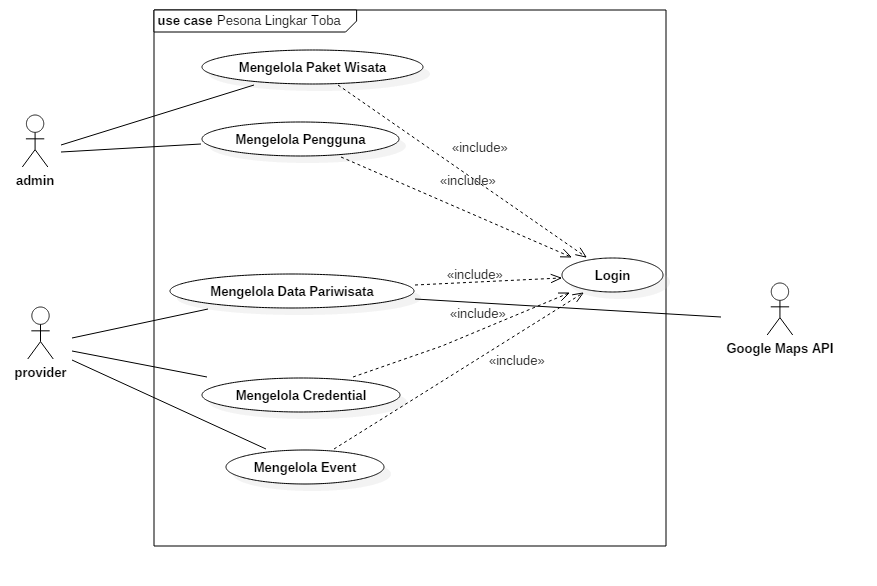 use case Pesona Lingkar Toba
Mengelola Paket Wisata
Mengelola Pengguna
«include»
«include»
admin
Login
«include»
Mengelola Data Pariwisata
«include»
Google Maps API
«include»
provider
Mengelola Credential
Mengelola Event